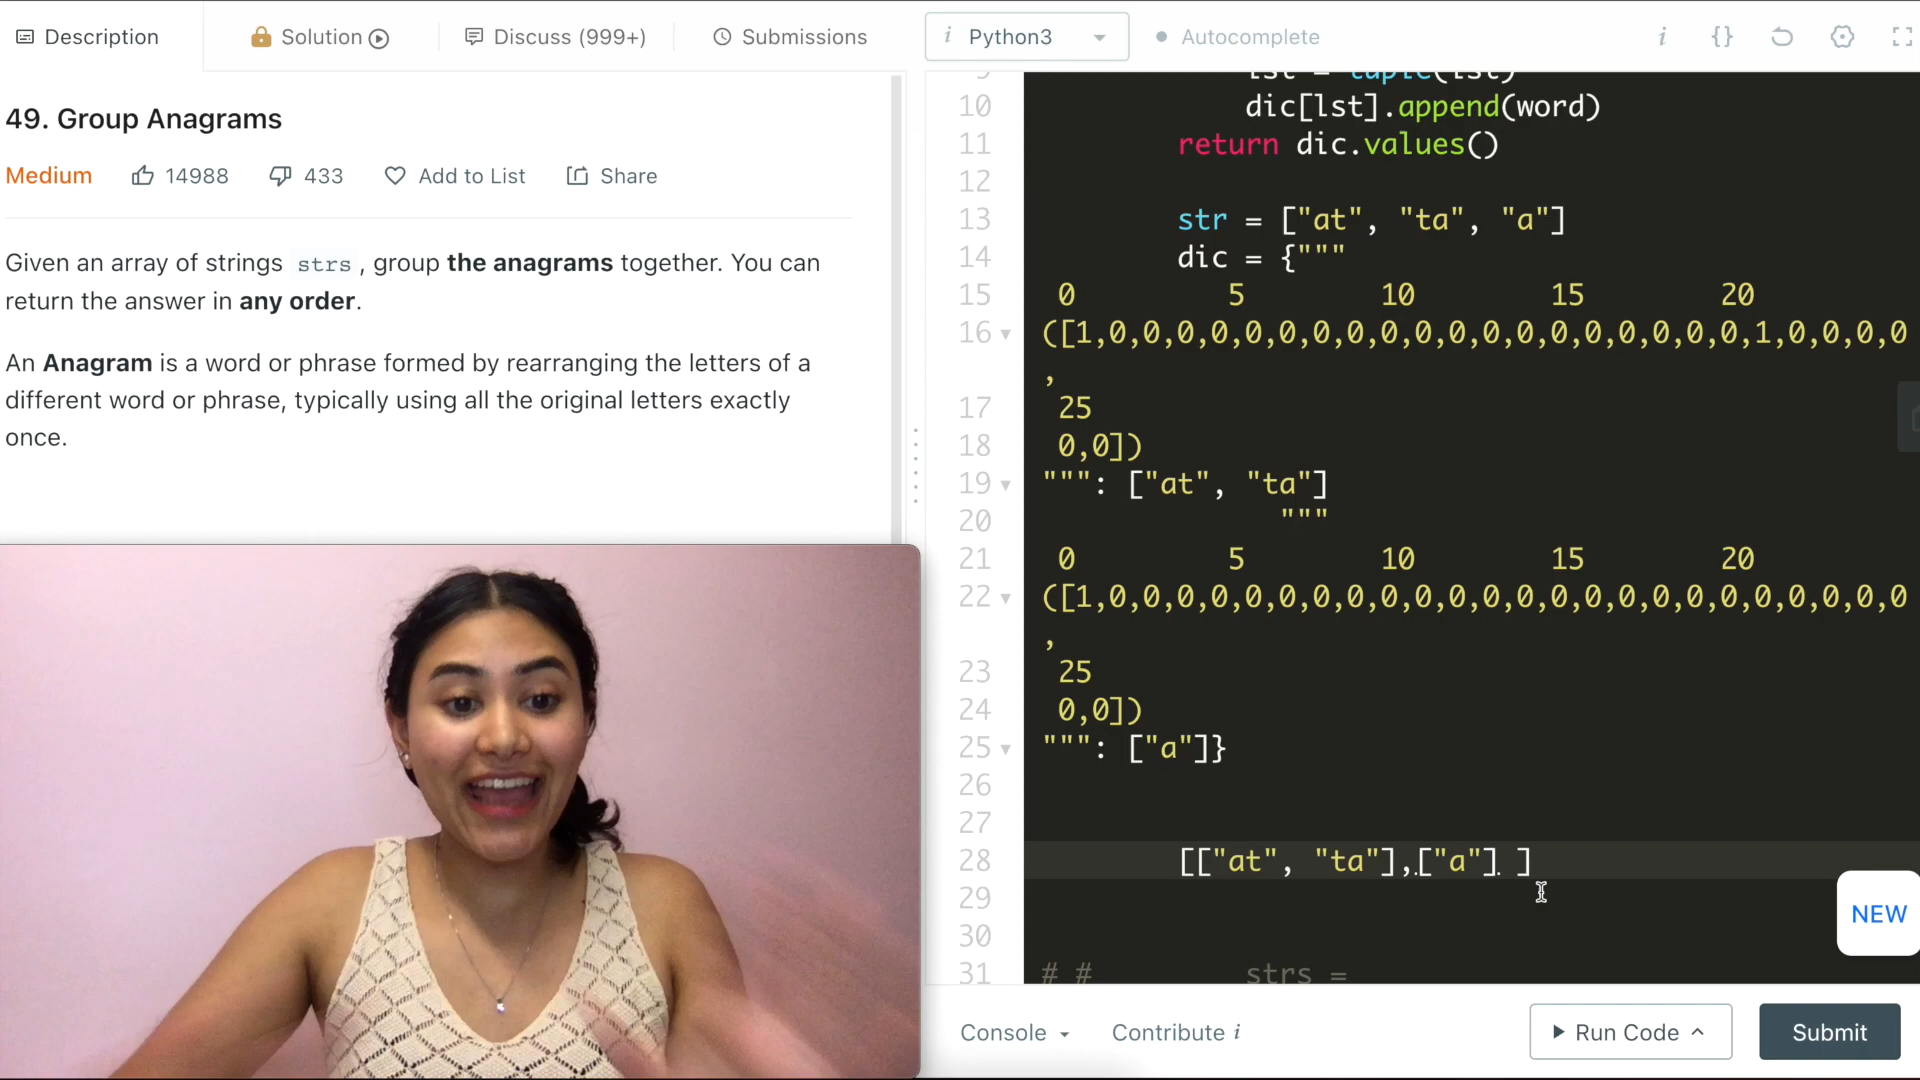 Description
Solution
Discuss (999+)
Submissions
i Python3
Autocomplete
i {}
49. Group Anagrams
Medium 14988 433 Add to List Share
Given an array of strings strs, group the anagrams together. You can
return the answer in any order.
An Anagram is a word or phrase formed by rearranging the letters of a
different word or phrase, typically using all the original letters exactly
once.
9 lst = tuple(lst)
10 dic[lst].append(word)
11 return dic.values()
12
13 str = ["at", "ta", "a"]
14 dic = {"""
15 0 5 10 15 20
16 ([1,0,0,0,0,0,0,0,0,0,0,0,0,0,0,0,0,0,0,0,1,0,0,0,0
,
17 25
18 0,0])
19 """: ["at", "ta"]
20 """
21 0 5 10 15 20
22 ([1,0,0,0,0,0,0,0,0,0,0,0,0,0,0,0,0,0,0,0,0,0,0,0,0
,
23 25
24 0,0])
25 """: ["a"]}
26
27
28 [["at", "ta"],["a"] ]
29
30
31 # # strs =
NEW
Console Contribute i Run Code Submit